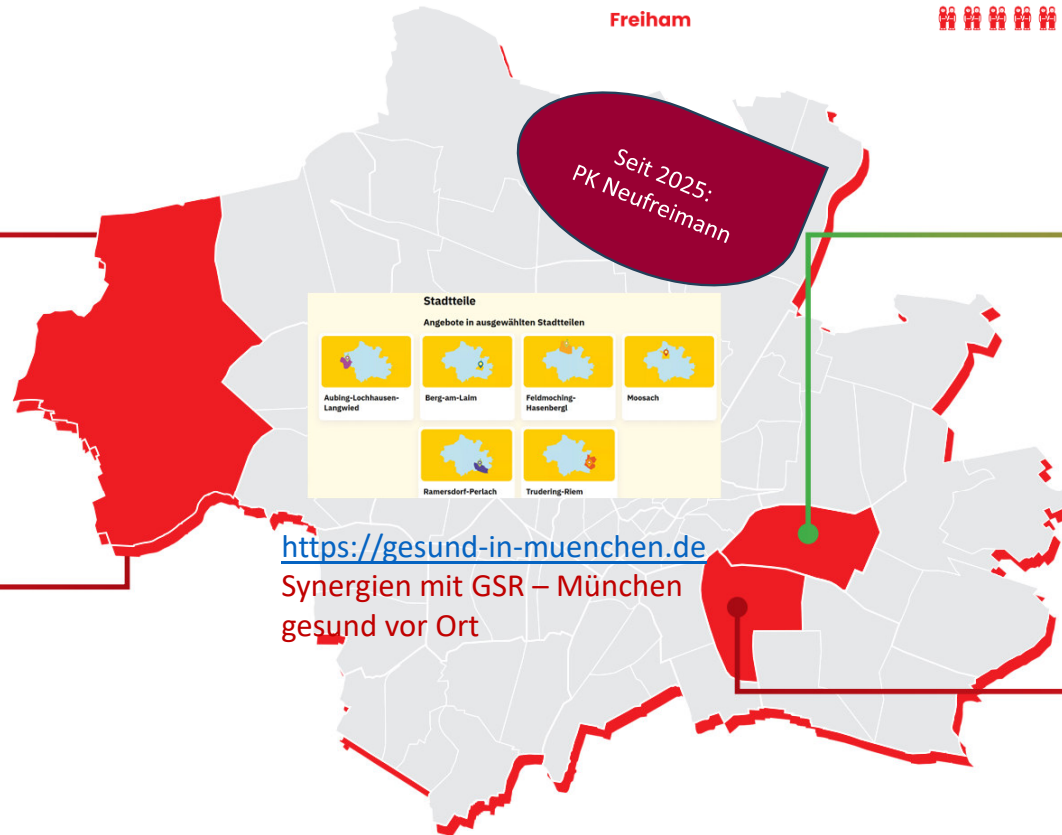 Freiham
Seit 2025:
PK Neufreimann
Stadtteile
Angebote in ausgewählten Stadtteilen
Aubing-Lochhausen-
Langwied
Berg-am-Laim
Feldmoching-
Hasenbergl
Moosach
Ramersdorf-Perlach
Trudering-Riem
https://gesund-in-muenchen.de
Synergien mit GSR – München
gesund vor Ort